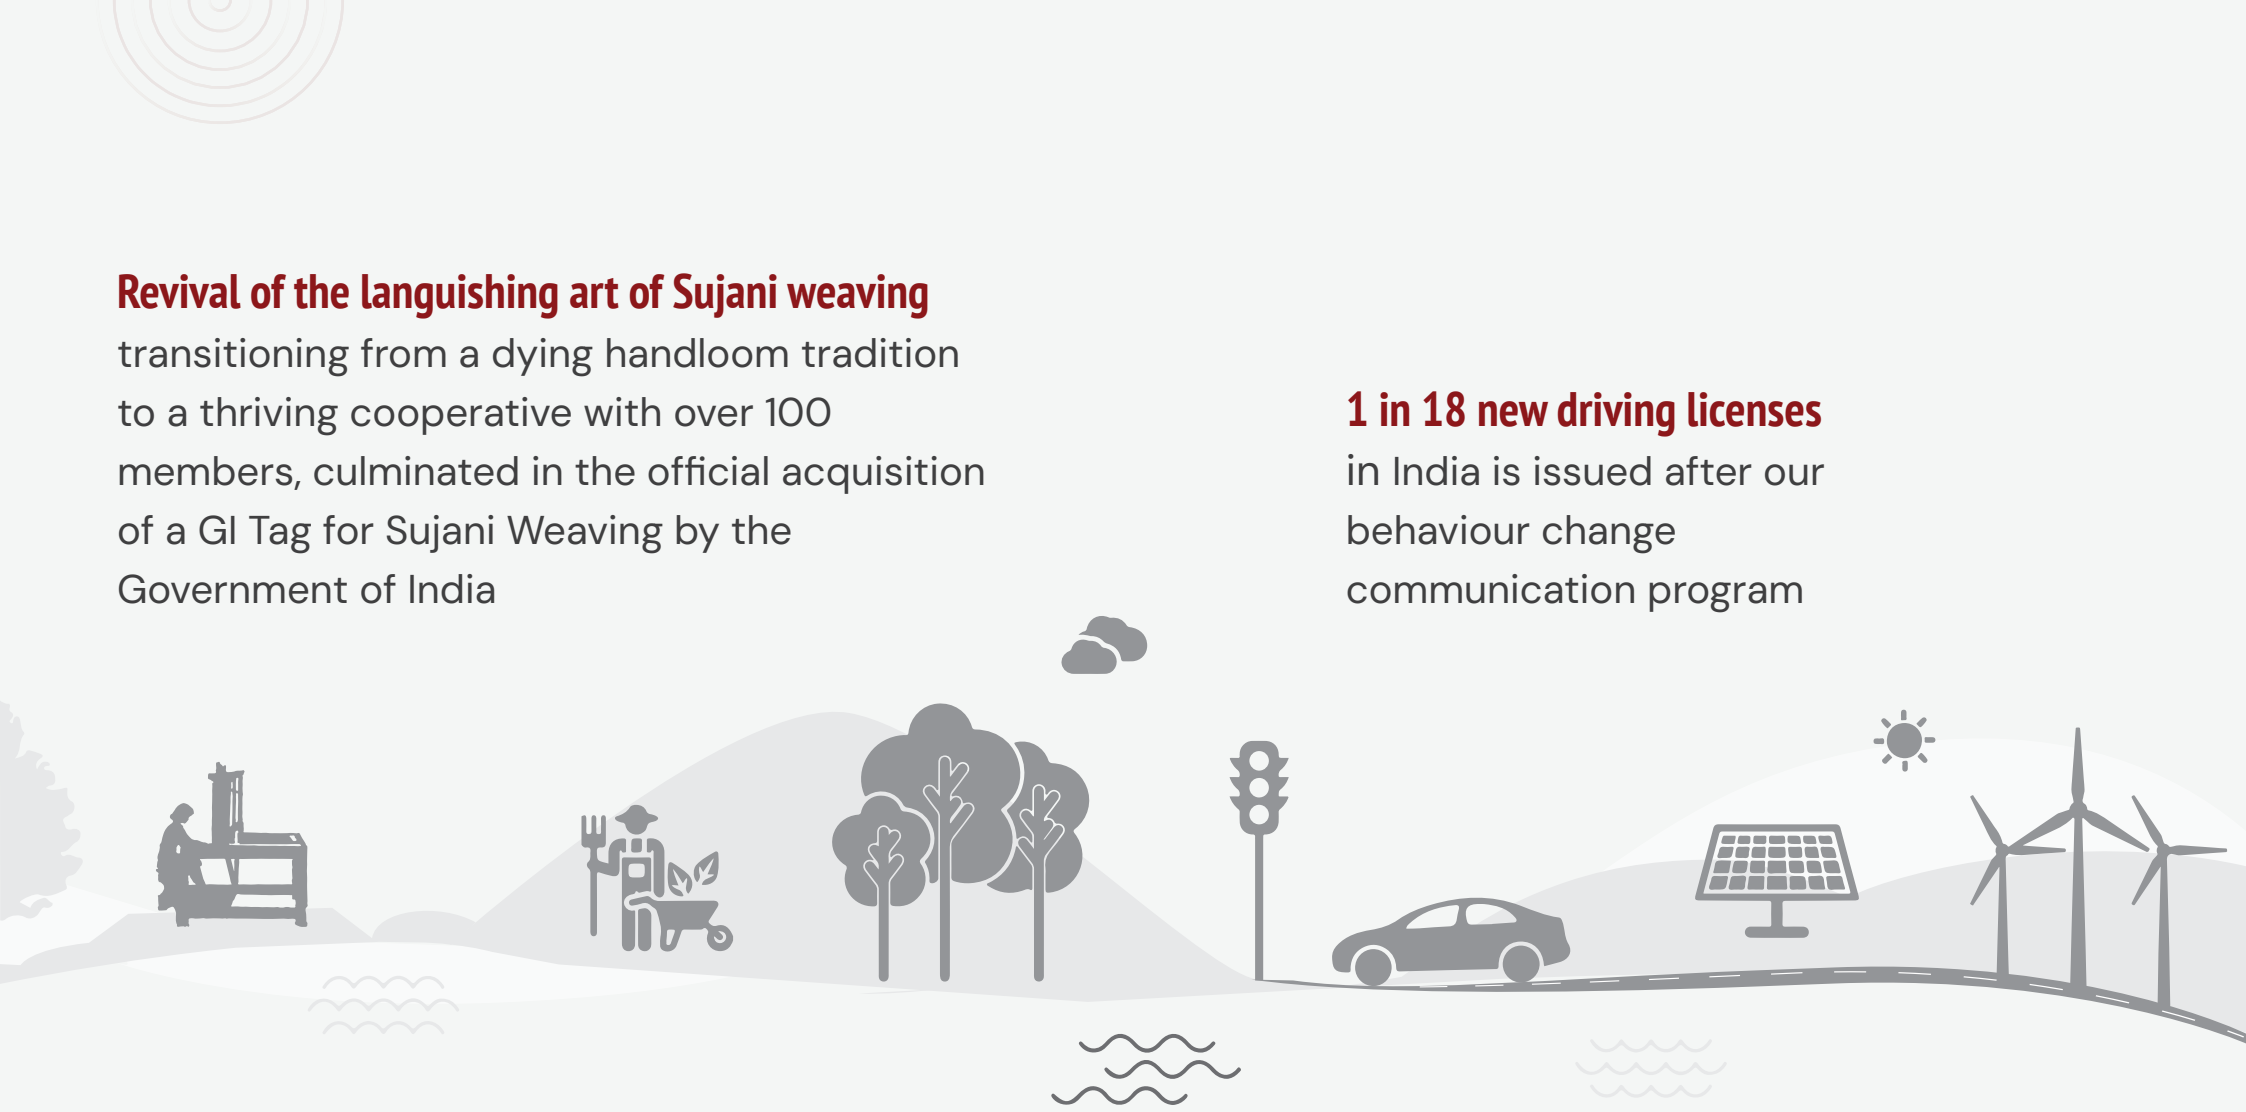 Revival of the languishing art of Sujani weaving
transitioning from a dying handloom tradition
to a thriving cooperative with over 100
members, culminated in the official acquisition
of a GI Tag for Sujani Weaving by the
Government of India
1 in 18 new driving licenses
in India is issued after our
behaviour change
communication program